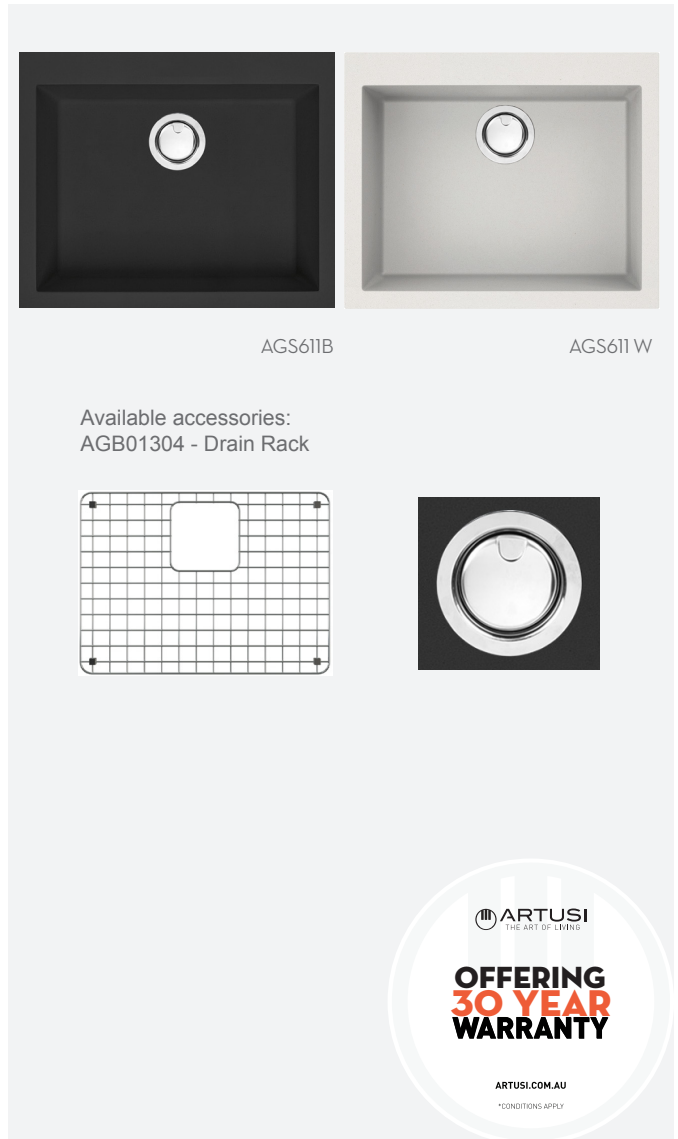 AGS611B
AGS611 W
Available accessories:
AGB01304 - Drain Rack
ARTUSI
THE ART OF LIVING
OFFERING
30 YEAR
WARRANTY
ARTUSI.COM.AU
*CONDITIONS APPLY